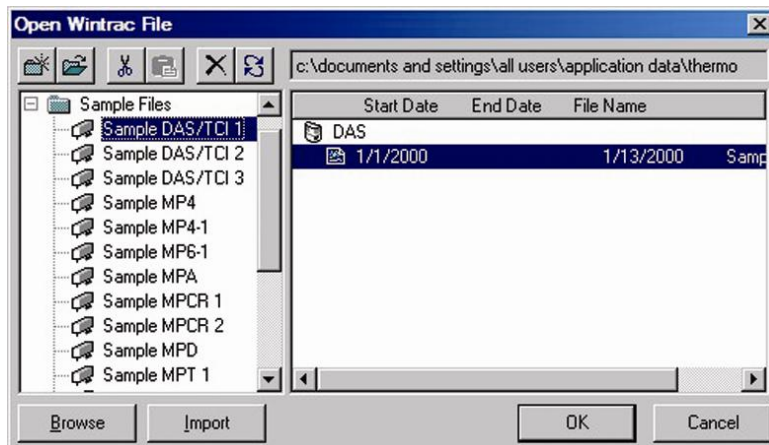 Open Wintrac File
c:\documents and settings\all users\application data\thermo
Sample Files
Sample DAS/TCI 1
Sample DAS/TCI 2
Sample DAS/TCI 3
Sample MP4
Sample MP4-1
Sample MP6-1
Sample MPA
Sample MPCR 1
Sample MPCR 2
Sample MPD
Sample MPT 1
Start Date End Date File Name
DAS
1/1/2000 1/13/2000 Samp
Browse Import OK Cancel